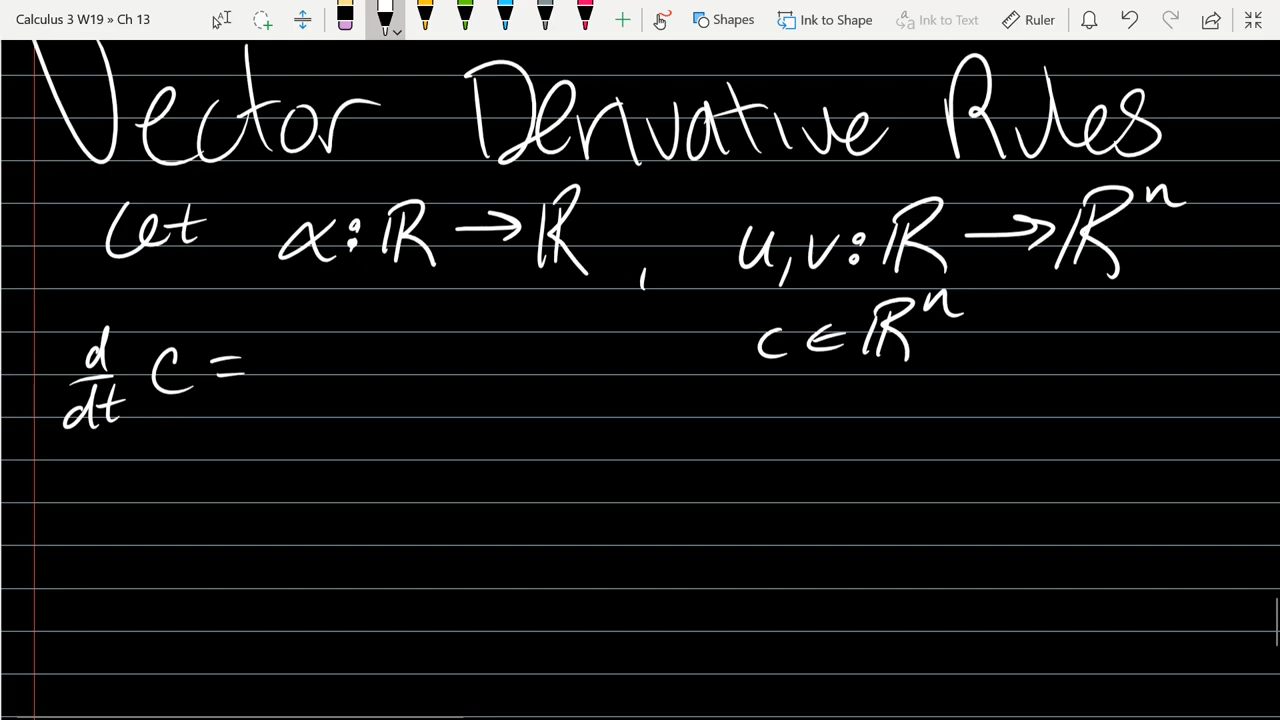 Calculus 3 W19 » Ch 13 Shapes Ink to Shape Ink to Text Ruler
Vector Derivative Rules
Let α: ℝ → ℝ, u, v: ℝ → ℝⁿ
c ∈ ℝⁿ
d/dt c =